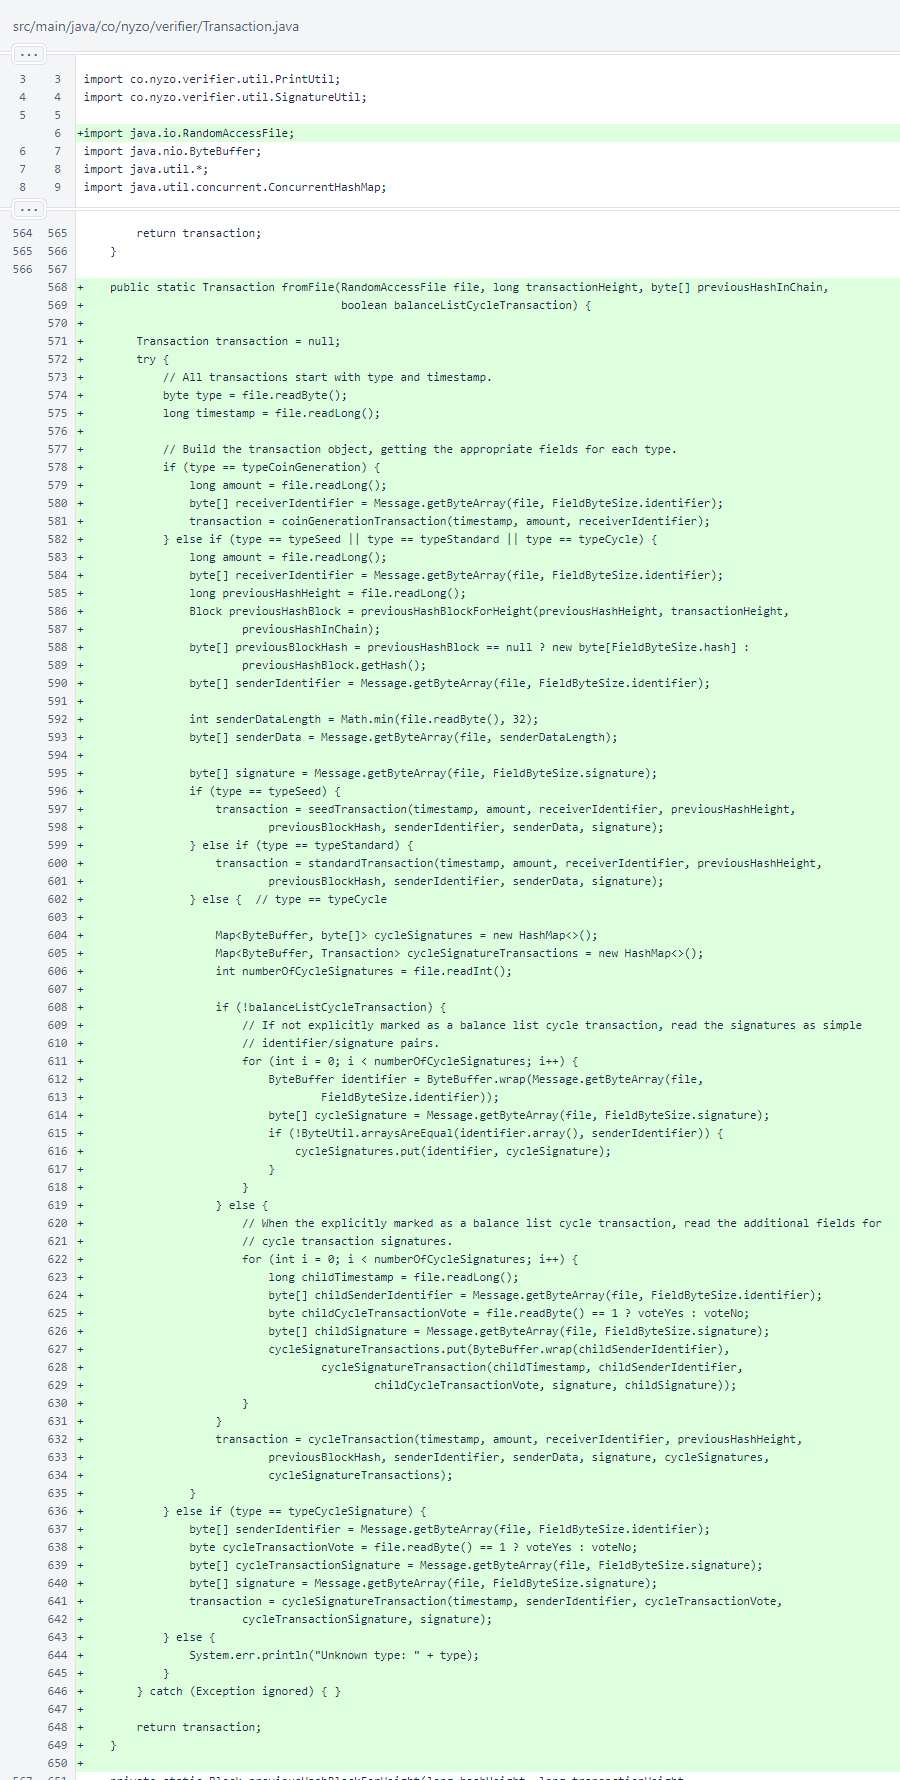 src/main/java/co/nyzo/verifier/Transaction.java
...
3 3 import co.nyzo.verifier.util.PrintUtil;
4 4 import co.nyzo.verifier.util.SignatureUtil;
5 5
6 +import java.io.RandomAccessFile;
6 7 import java.nio.ByteBuffer;
7 8 import java.util.*;
8 9 import java.util.concurrent.ConcurrentHashMap;
...
564 565 return transaction;
565 566 }
566 567
568 + public static Transaction fromFile(RandomAccessFile file, long transactionHeight, byte[] previousHashInChain,
569 + boolean balanceListCycleTransaction) {
570 +
571 + Transaction transaction = null;
572 + try {
573 + // All transactions start with type and timestamp.
574 + byte type = file.readByte();
575 + long timestamp = file.readLong();
576 +
577 + // Build the transaction object, getting the appropriate fields for each type.
578 + if (type == typeCoinGeneration) {
579 + long amount = file.readLong();
580 + byte[] receiverIdentifier = Message.getByteArray(file, FieldByteSize.identifier);
581 + transaction = coinGenerationTransaction(timestamp, amount, receiverIdentifier);
582 + } else if (type == typeSeed || type == typeStandard || type == typeCycle) {
583 + long amount = file.readLong();
584 + byte[] receiverIdentifier = Message.getByteArray(file, FieldByteSize.identifier);
585 + long previousHashHeight = file.readLong();
586 + Block previousHashBlock = previousHashBlockForHeight(previousHashHeight, transactionHeight,
587 + previousHashInChain);
588 + byte[] previousBlockHash = previousHashBlock == null ? new byte[FieldByteSize.hash] :
589 + previousHashBlock.getHash();
590 + byte[] senderIdentifier = Message.getByteArray(file, FieldByteSize.identifier);
591 +
592 + int senderDataLength = Math.min(file.readByte(), 32);
593 + byte[] senderData = Message.getByteArray(file, senderDataLength);
594 +
595 + byte[] signature = Message.getByteArray(file, FieldByteSize.signature);
596 + if (type == typeSeed) {
597 + transaction = seedTransaction(timestamp, amount, receiverIdentifier, previousHashHeight,
598 + previousBlockHash, senderIdentifier, senderData, signature);
599 + } else if (type == typeStandard) {
600 + transaction = standardTransaction(timestamp, amount, receiverIdentifier, previousHashHeight,
601 + previousBlockHash, senderIdentifier, senderData, signature);
602 + } else { // type == typeCycle
603 +
604 + Map<ByteBuffer, byte[]> cycleSignatures = new HashMap<>();
605 + Map<ByteBuffer, Transaction> cycleSignatureTransactions = new HashMap<>();
606 + int numberOfCycleSignatures = file.readInt();
607 +
608 + if (!balanceListCycleTransaction) {
609 + // If not explicitly marked as a balance list cycle transaction, read the signatures as simple
610 + // identifier/signature pairs.
611 + for (int i = 0; i < numberOfCycleSignatures; i++) {
612 + ByteBuffer identifier = ByteBuffer.wrap(Message.getByteArray(file,
613 + FieldByteSize.identifier));
614 + byte[] cycleSignature = Message.getByteArray(file, FieldByteSize.signature);
615 + if (!ByteUtil.arraysAreEqual(identifier.array(), senderIdentifier)) {
616 + cycleSignatures.put(identifier, cycleSignature);
617 + }
618 + }
619 + } else {
620 + // When the explicitly marked as a balance list cycle transaction, read the additional fields for
621 + // cycle transaction signatures.
622 + for (int i = 0; i < numberOfCycleSignatures; i++) {
623 + long childTimestamp = file.readLong();
624 + byte[] childSenderIdentifier = Message.getByteArray(file, FieldByteSize.identifier);
625 + byte childCycleTransactionVote = file.readByte() == 1 ? voteYes : voteNo;
626 + byte[] childSignature = Message.getByteArray(file, FieldByteSize.signature);
627 + cycleSignatureTransactions.put(ByteBuffer.wrap(childSenderIdentifier),
628 + cycleSignatureTransaction(childTimestamp, childSenderIdentifier,
629 + childCycleTransactionVote, signature, childSignature));
630 + }
631 + }
632 + transaction = cycleTransaction(timestamp, amount, receiverIdentifier, previousHashHeight,
633 + previousBlockHash, senderIdentifier, senderData, signature, cycleSignatures,
634 + cycleSignatureTransactions);
635 + }
636 + } else if (type == typeCycleSignature) {
637 + byte[] senderIdentifier = Message.getByteArray(file, FieldByteSize.identifier);
638 + byte cycleTransactionVote = file.readByte() == 1 ? voteYes : voteNo;
639 + byte[] cycleTransactionSignature = Message.getByteArray(file, FieldByteSize.signature);
640 + byte[] signature = Message.getByteArray(file, FieldByteSize.signature);
641 + transaction = cycleSignatureTransaction(timestamp, senderIdentifier, cycleTransactionVote,
642 + cycleTransactionSignature, signature);
643 + } else {
644 + System.err.println("Unknown type: " + type);
645 + }
646 + } catch (Exception ignored) { }
647 +
648 + return transaction;
649 + }
650 +